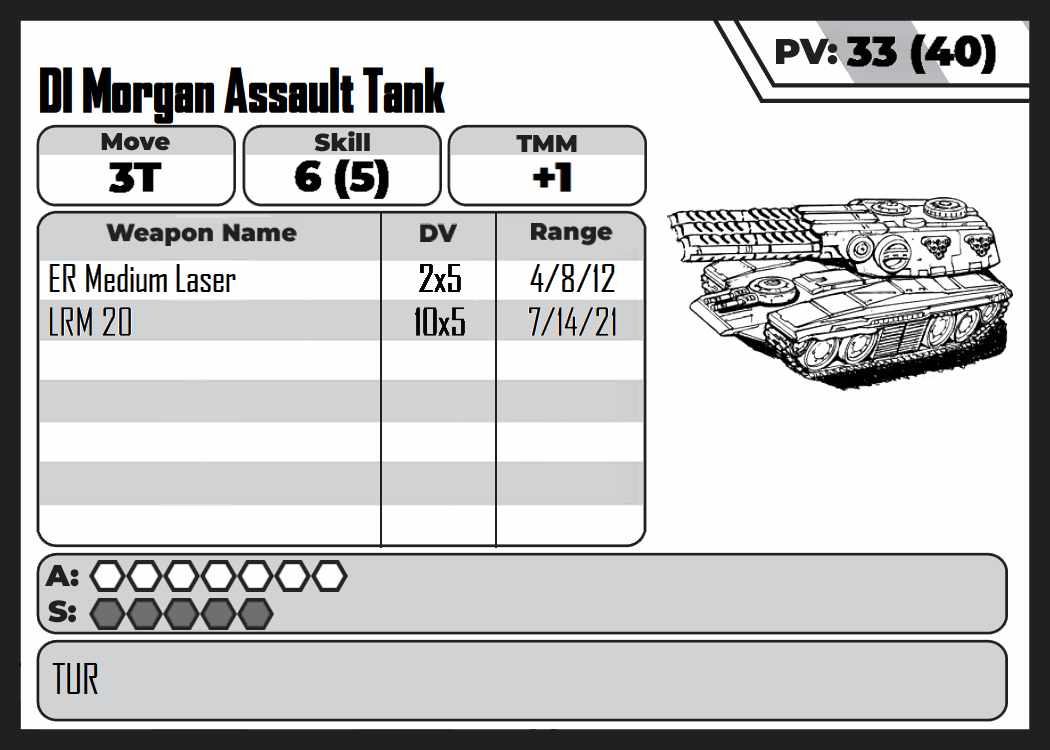 PV: 33 (40)
DI Morgan Assault Tank
Move Skill TMM
3T 6 (5) +1
Weapon Name DV Range
ER Medium Laser 2x5 4/8/12
LRM 20 10x5 7/14/21
A:
S:
TUR